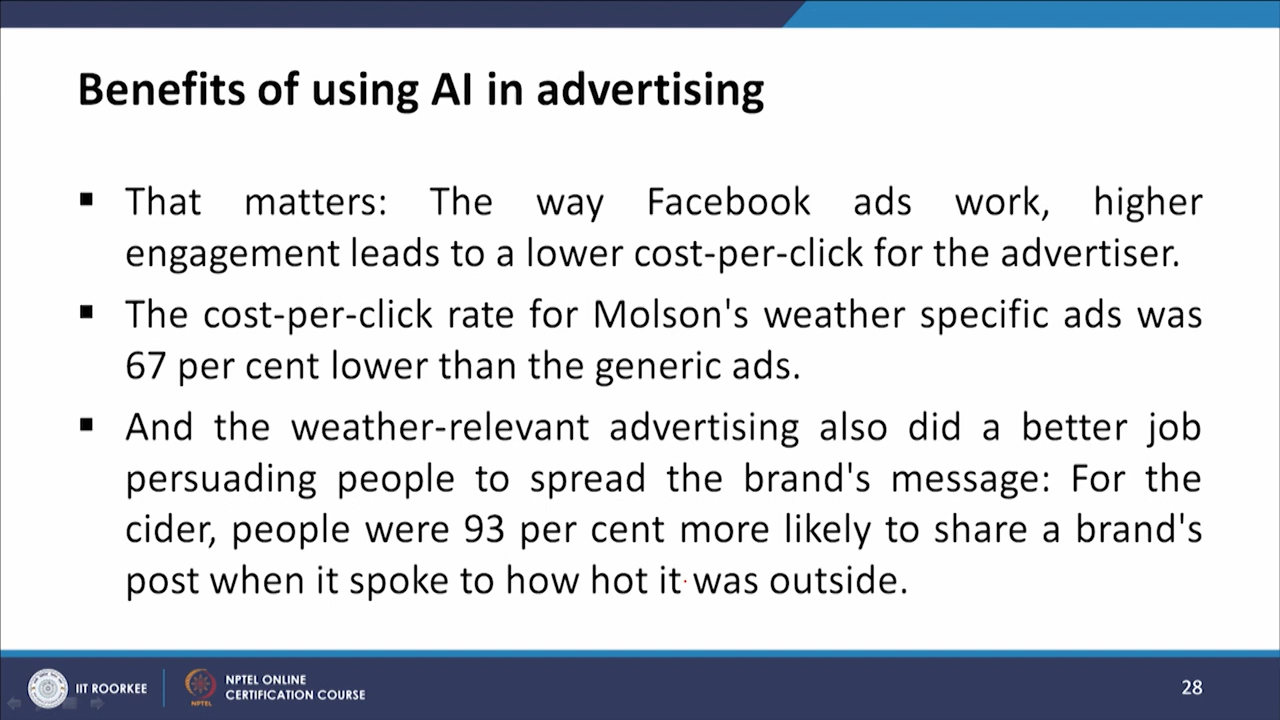 Benefits of using AI in advertising
▪ That matters: The way Facebook ads work, higher
engagement leads to a lower cost-per-click for the advertiser.
▪ The cost-per-click rate for Molson's weather specific ads was
67 per cent lower than the generic ads.
▪ And the weather-relevant advertising also did a better job
persuading people to spread the brand's message: For the
cider, people were 93 per cent more likely to share a brand's
post when it spoke to how hot it was outside.
IIT ROORKEE
NPTEL ONLINE
CERTIFICATION COURSE
NPTEL
28